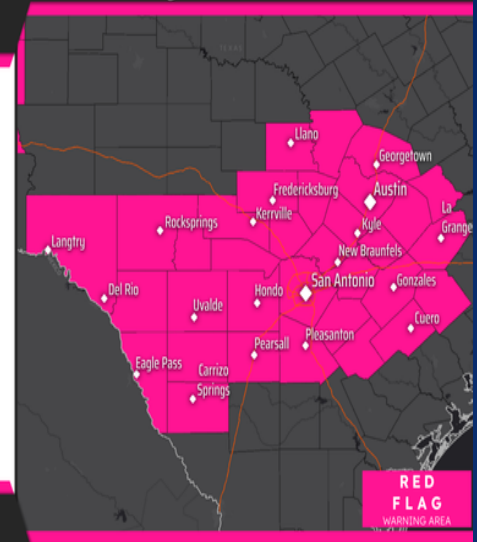 TEXAS
Llano
Georgetown
Fredericksburg
Austin
Kerrville
Rocksprings
Kyle
La
Grange
Langtry
New Braunfels
San Antonio
Gonzales
Del Rio
Hondo
Uvalde
Cuero
Pleasanton
Pearsall
Eagle Pass
Carrizo
Springs
RED
FLAG
WARNING AREA